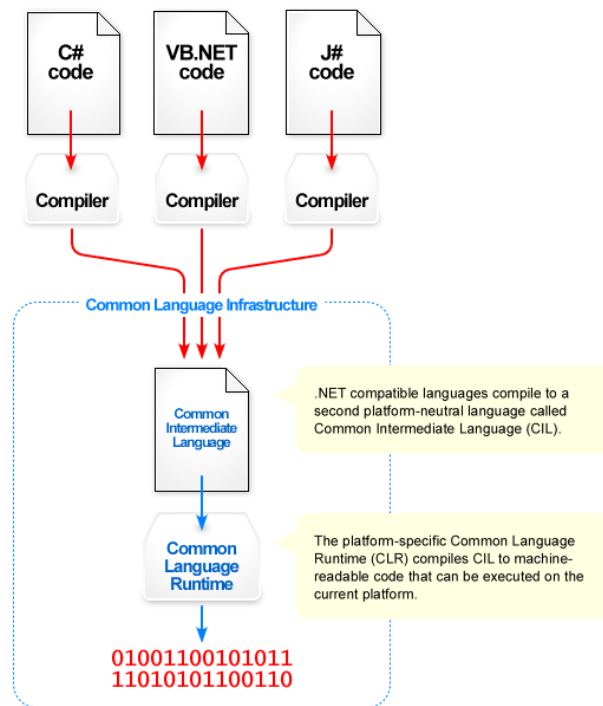 C#
code
VB.NET
code
J#
code
Compiler
Compiler
Compiler
Common Language Infrastructure
Common
Intermediate
Language
.NET compatible languages compile to a
second platform-neutral language called
Common Intermediate Language (CIL).
Common
Language
Runtime
The platform-specific Common Language
Runtime (CLR) compiles CIL to machine-
readable code that can be executed on the
current platform.
01001100101011
11010101100110